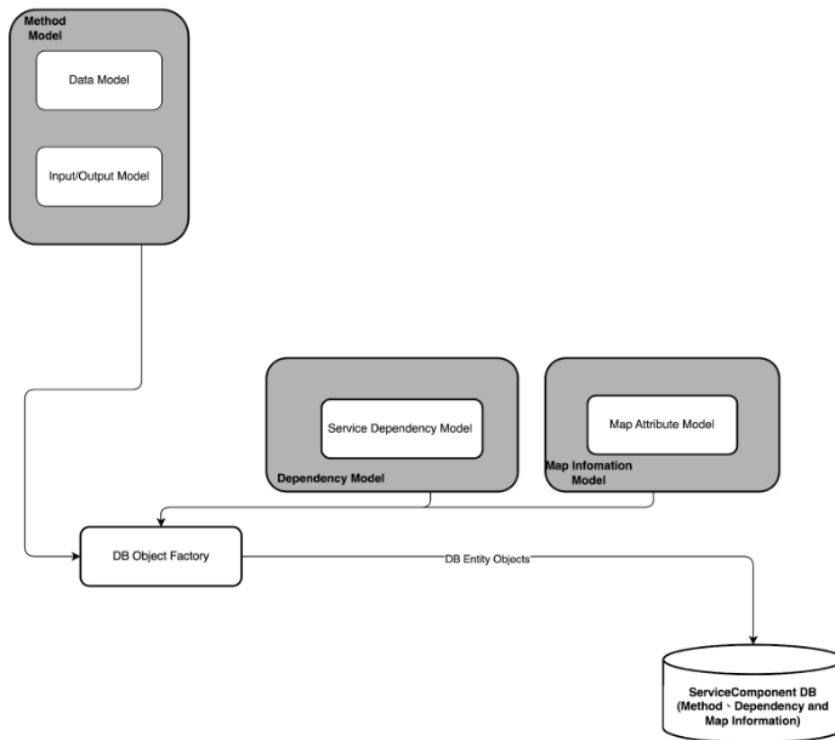 Method
Model
Data Model
Input/Output Model
Service Dependency Model
Dependency Model
Map Attribute Model
Map Infomation
Model
DB Object Factory
DB Entity Objects
ServiceComponent DB
(Method、Dependency and
Map Information)